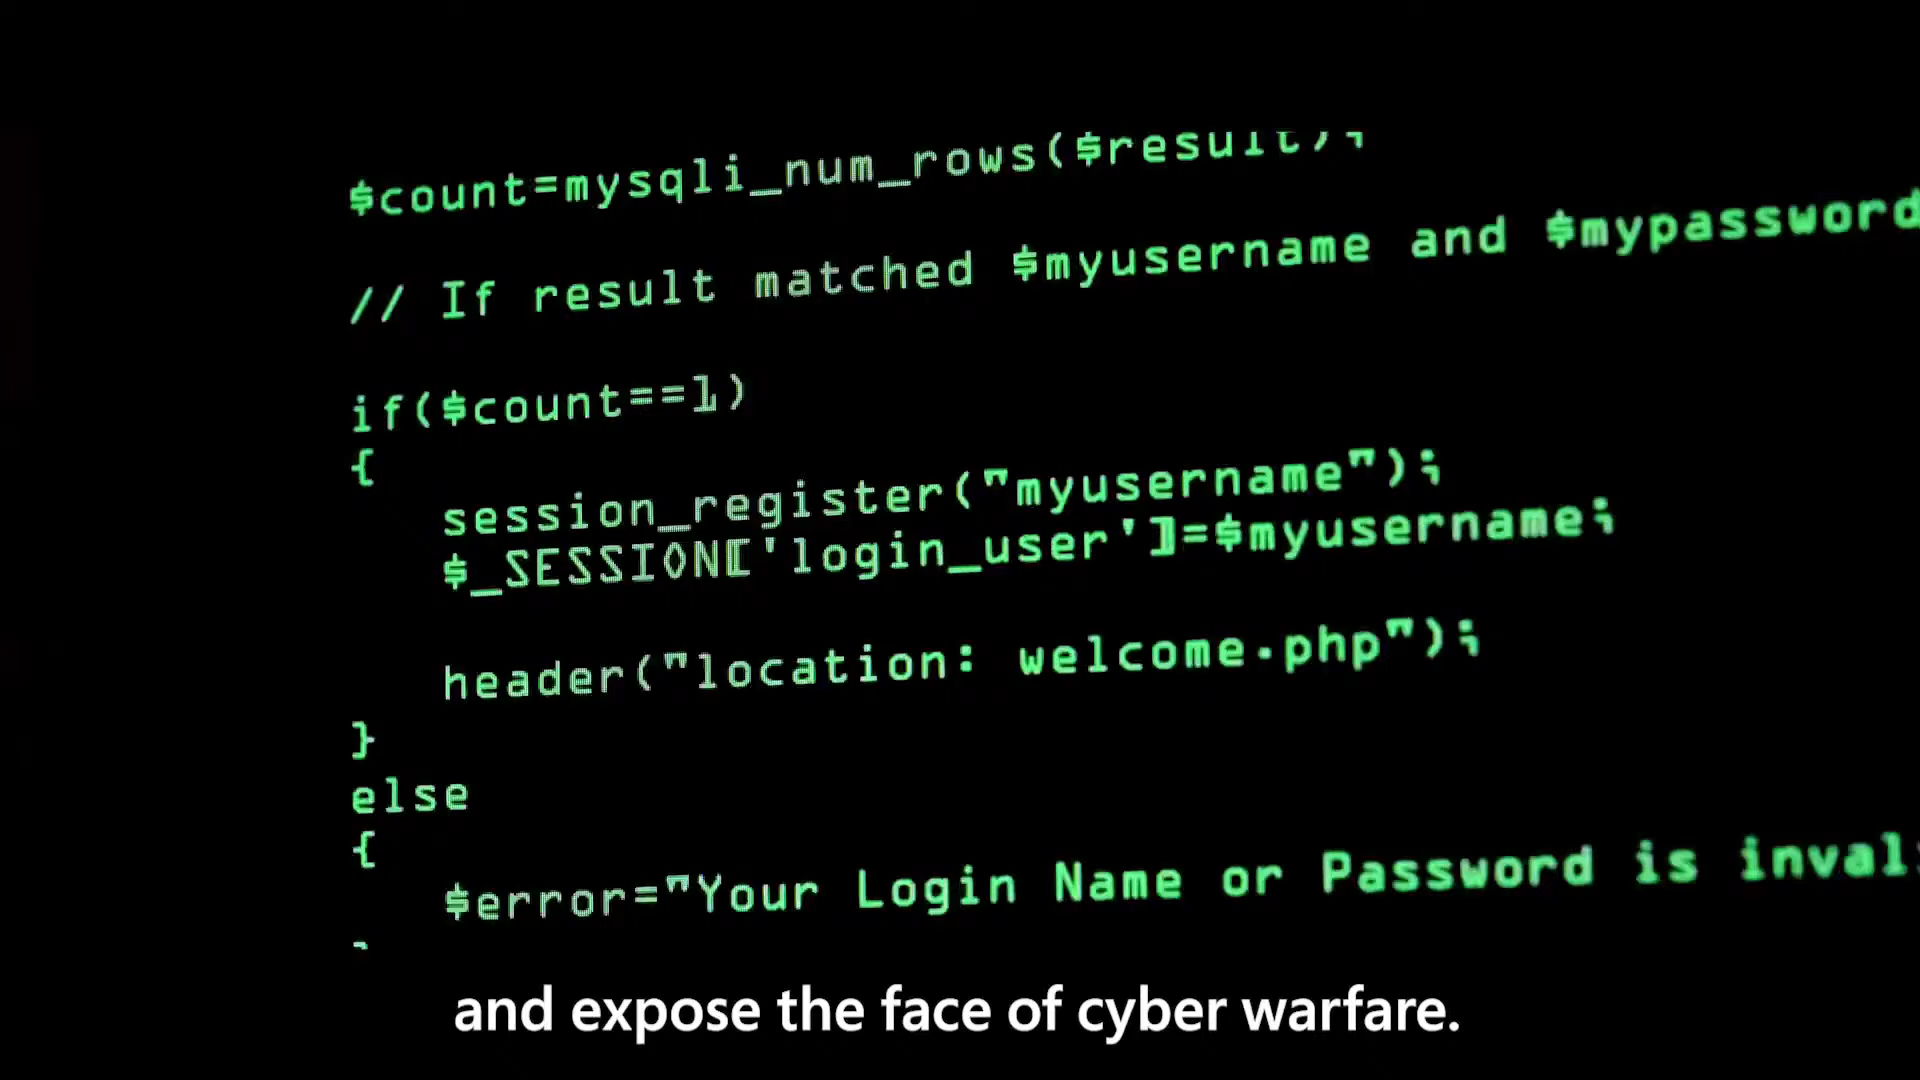 $count=mysqli_num_rows($result);
// If result matched $myusername and $mypassword
if($count==1)
{
session_register("myusername");
$_SESSION['login_user']=$myusername;
header("location: welcome.php");
}
else
{
$error="Your Login Name or Password is inval
and expose the face of cyber warfare.